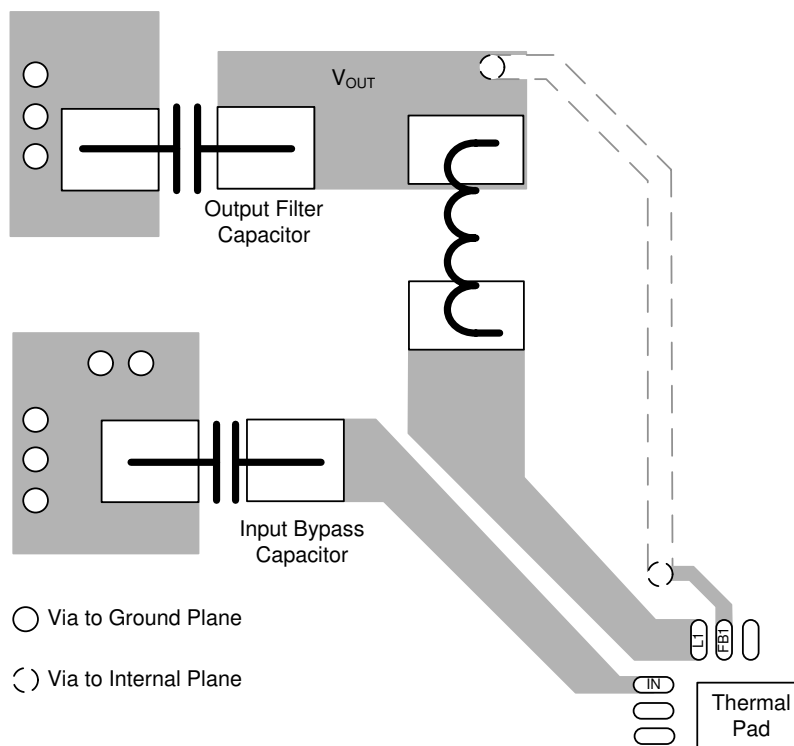 VOUT
Output Filter
Capacitor
Input Bypass
Capacitor
Via to Ground Plane
Via to Internal Plane
L1
FB1
IN
Thermal
Pad